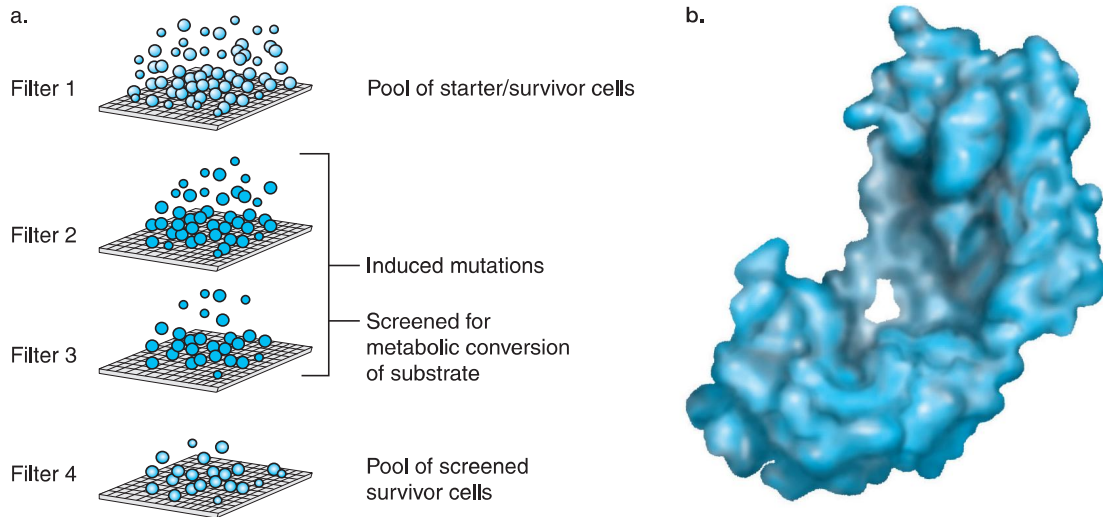 a.
b.
Filter 1
Pool of starter/survivor cells
Filter 2
Induced mutations
Screened for
metabolic conversion
of substrate
Filter 3
Filter 4
Pool of screened
survivor cells